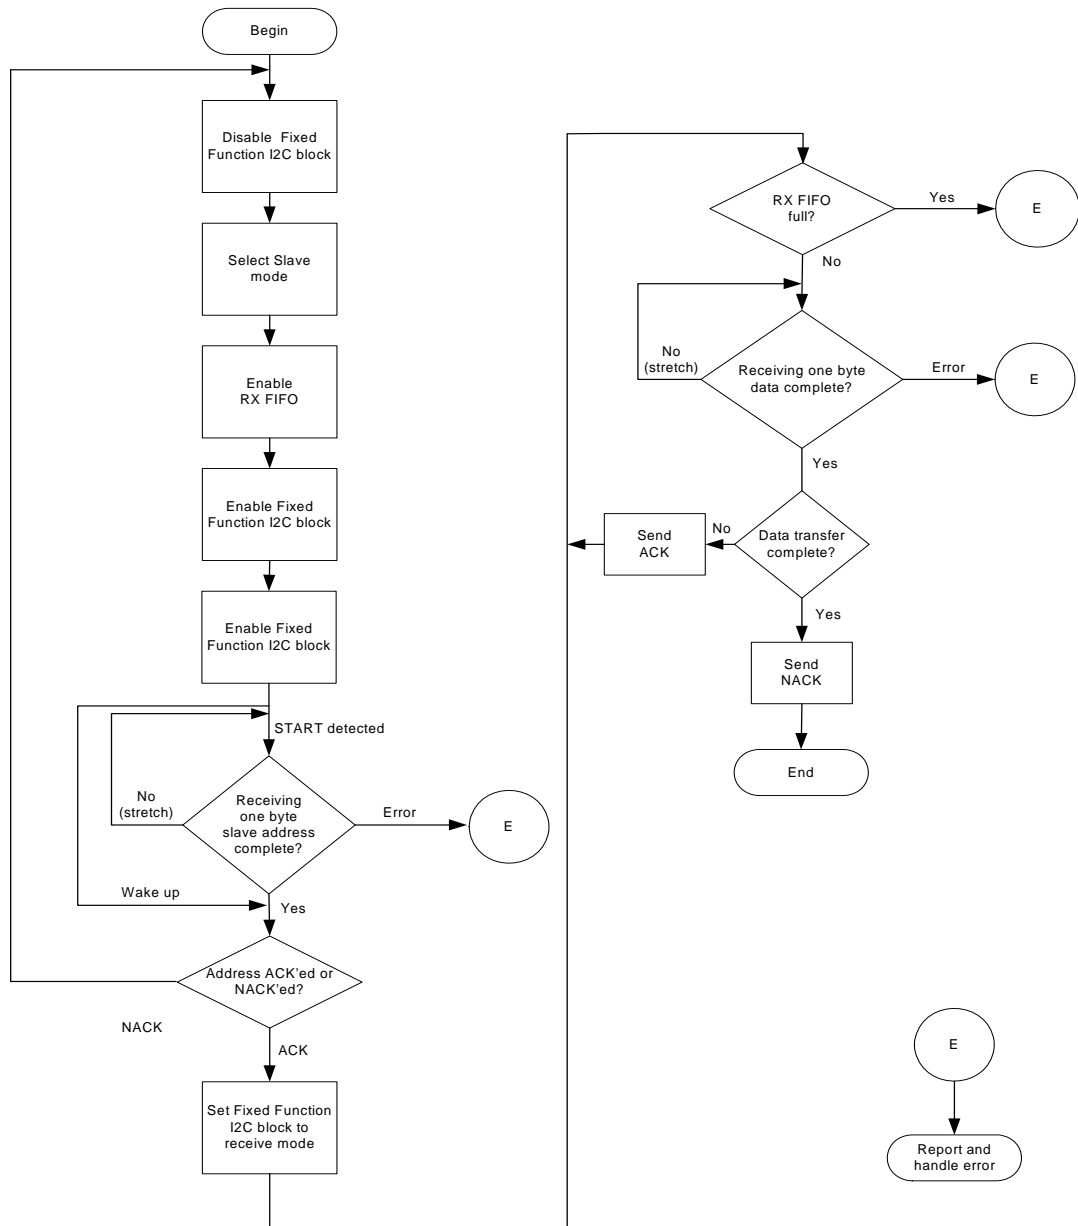 Begin
Disable Fixed
Function I2C block
Select Slave
mode
Enable
RX FIFO
Enable Fixed
Function I2C block
Enable Fixed
Function I2C block
START detected
No
(stretch)
Receiving
one byte
slave address
complete?
Error
E
Wake up
Yes
Address ACK'ed or
NACK'ed?
NACK
ACK
Set Fixed Function
I2C block to
receive mode
RX FIFO
full?
Yes
E
No
No
(stretch)
Receiving one byte
data complete?
Error
E
Yes
Data transfer
complete?
No
Send
ACK
Yes
Send
NACK
End
E
Report and
handle error